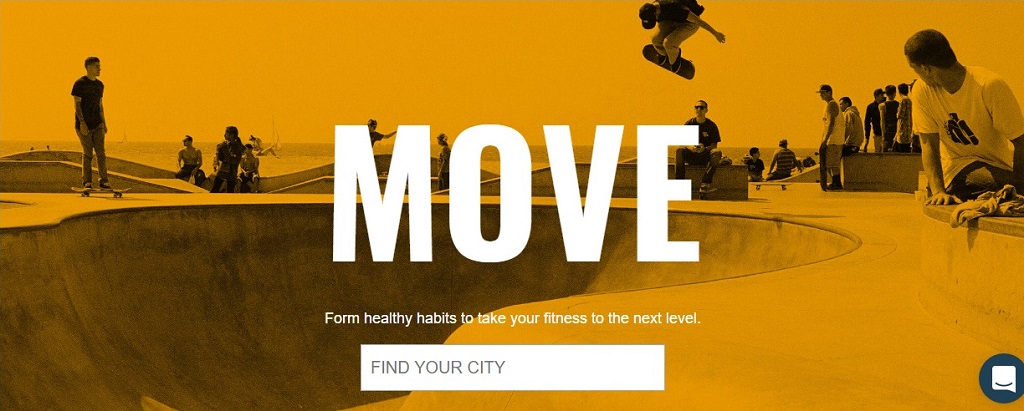 MOVE
Form healthy habits to take your fitness to the next level.
FIND YOUR CITY